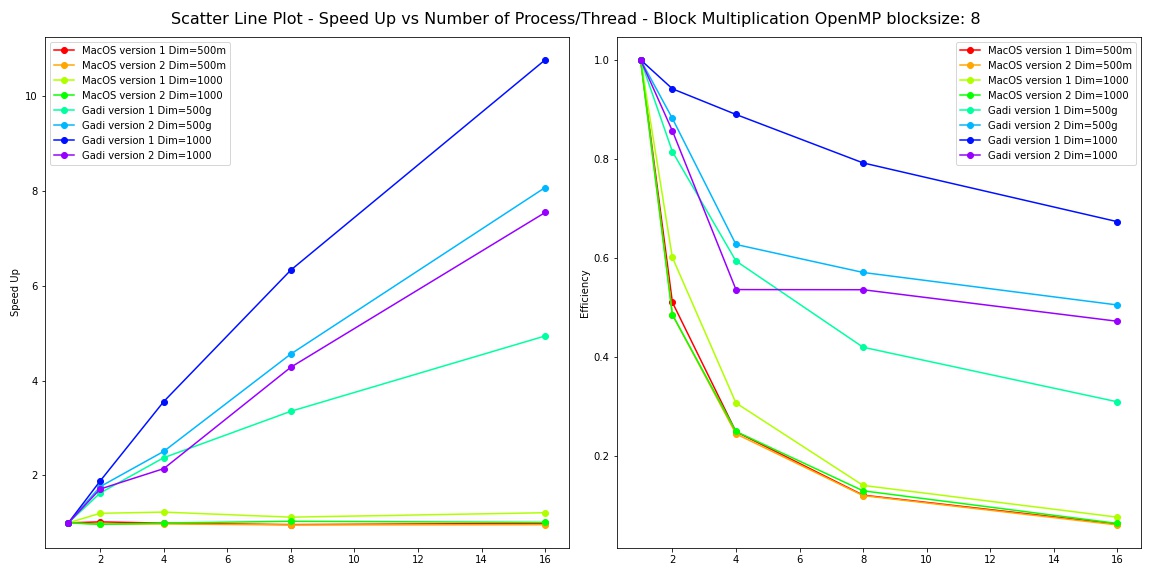 Scatter Line Plot - Speed Up vs Number of Process/Thread - Block Multiplication OpenMP blocksize: 8
MacOS version 1 Dim=500m
MacOS version 2 Dim=500m
MacOS version 1 Dim=1000
MacOS version 2 Dim=1000
Gadi version 1 Dim=500g
Gadi version 2 Dim=500g
Gadi version 1 Dim=1000
Gadi version 2 Dim=1000
Speed Up
10
8
6
4
2
2 4 6 8 10 12 14 16
MacOS version 1 Dim=500m
MacOS version 2 Dim=500m
MacOS version 1 Dim=1000
MacOS version 2 Dim=1000
Gadi version 1 Dim=500g
Gadi version 2 Dim=500g
Gadi version 1 Dim=1000
Gadi version 2 Dim=1000
Efficiency
1.0
0.8
0.6
0.4
0.2
2 4 6 8 10 12 14 16